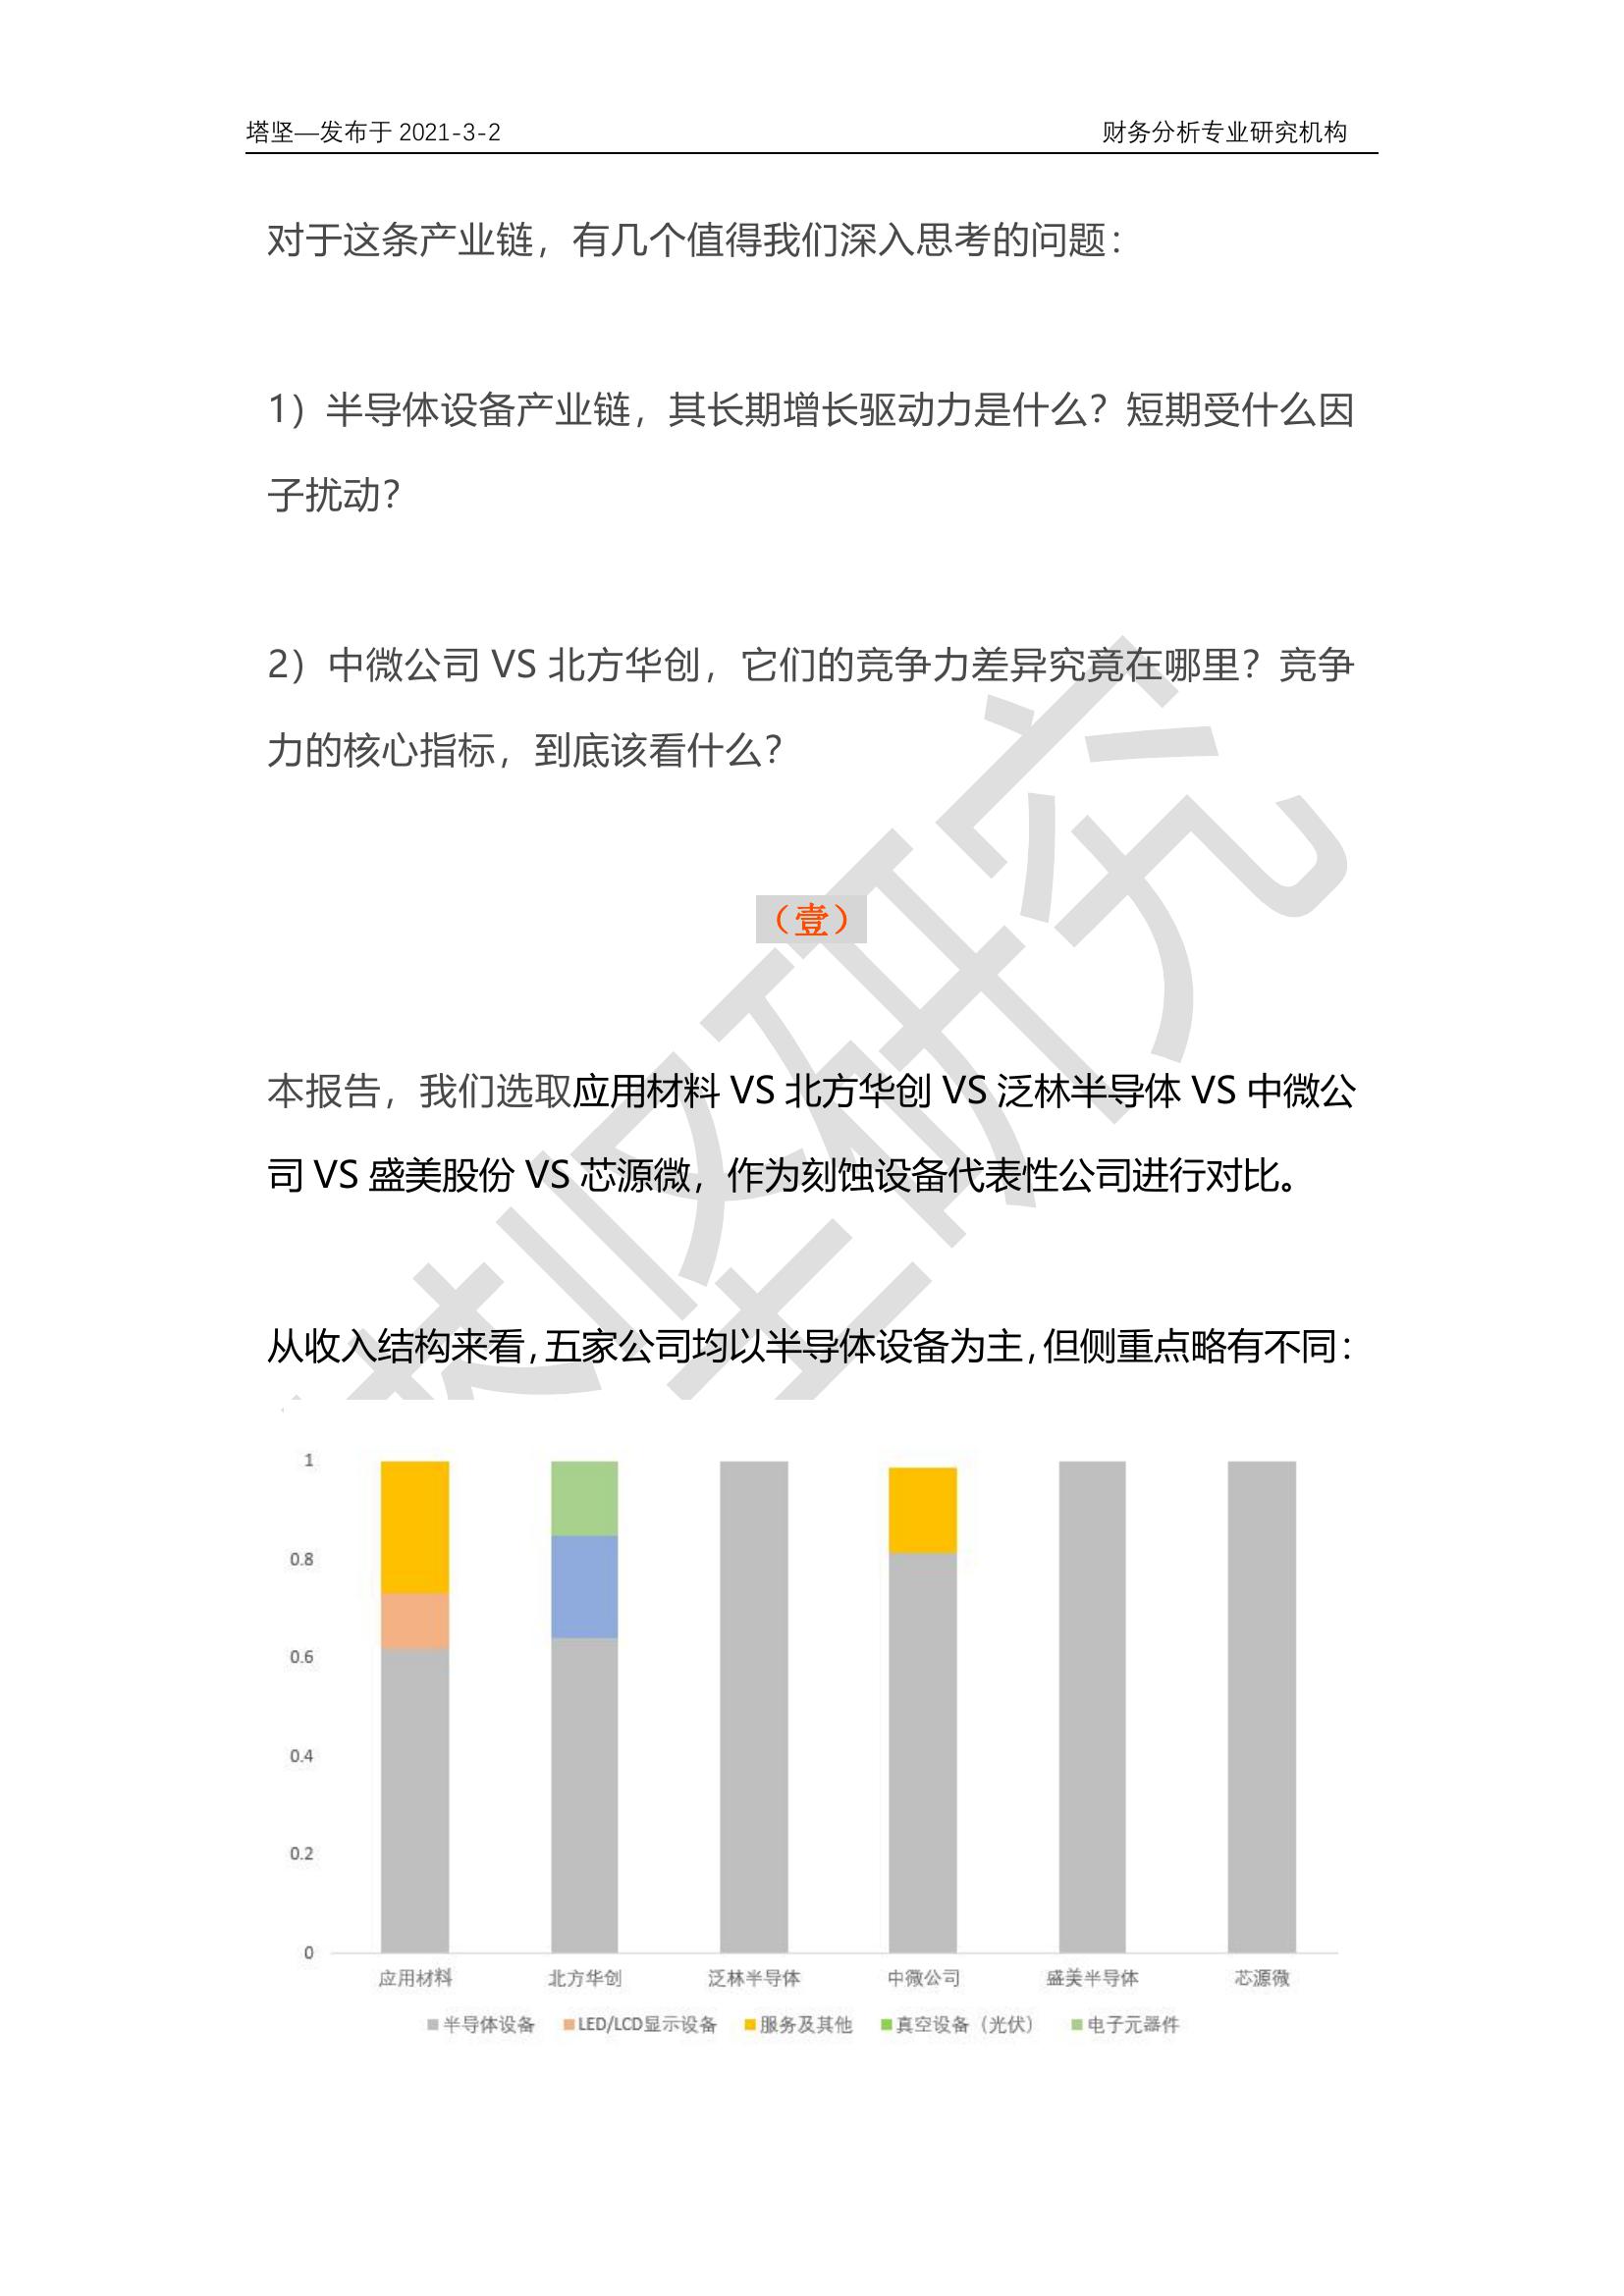 塔坚—发布于 2021-3-2 财务分析专业研究机构
对于这条产业链，有几个值得我们深入思考的问题：
1）半导体设备产业链，其长期增长驱动力是什么？短期受什么因
子扰动？
2）中微公司 VS 北方华创，它们的竞争力差异究竟在哪里？竞争
力的核心指标，到底该看什么？
（壹）
本报告，我们选取应用材料 VS 北方华创 VS 泛林半导体 VS 中微公
司 VS 盛美股份 VS 芯源微，作为刻蚀设备代表性公司进行对比。
从收入结构来看，五家公司均以半导体设备为主，但侧重点略有不同：
1
0.8
0.6
0.4
0.2
0
应用材料 北方华创 泛林半导体 中微公司 盛美半导体 芯源微
半导体设备 LED/LCD显示设备 服务及其他 真空设备（光伏） 电子元器件
坚研究